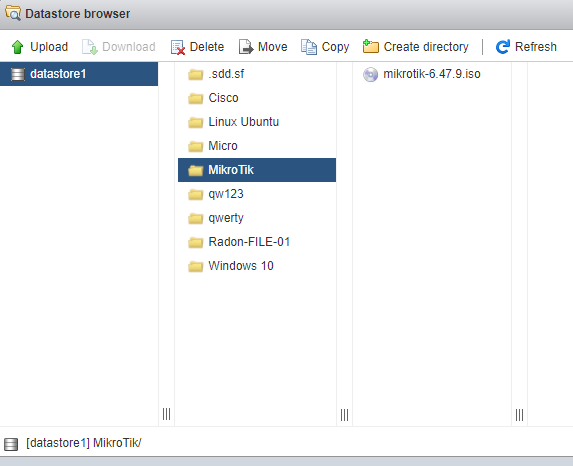 Datastore browser
Upload Download Delete Move Copy Create directory Refresh
datastore1
.sdd.sf
Cisco
Linux Ubuntu
Micro
MikroTik
qw123
qwerty
Radon-FILE-01
Windows 10
mikrotik-6.47.9.iso
[datastore1] MikroTik/